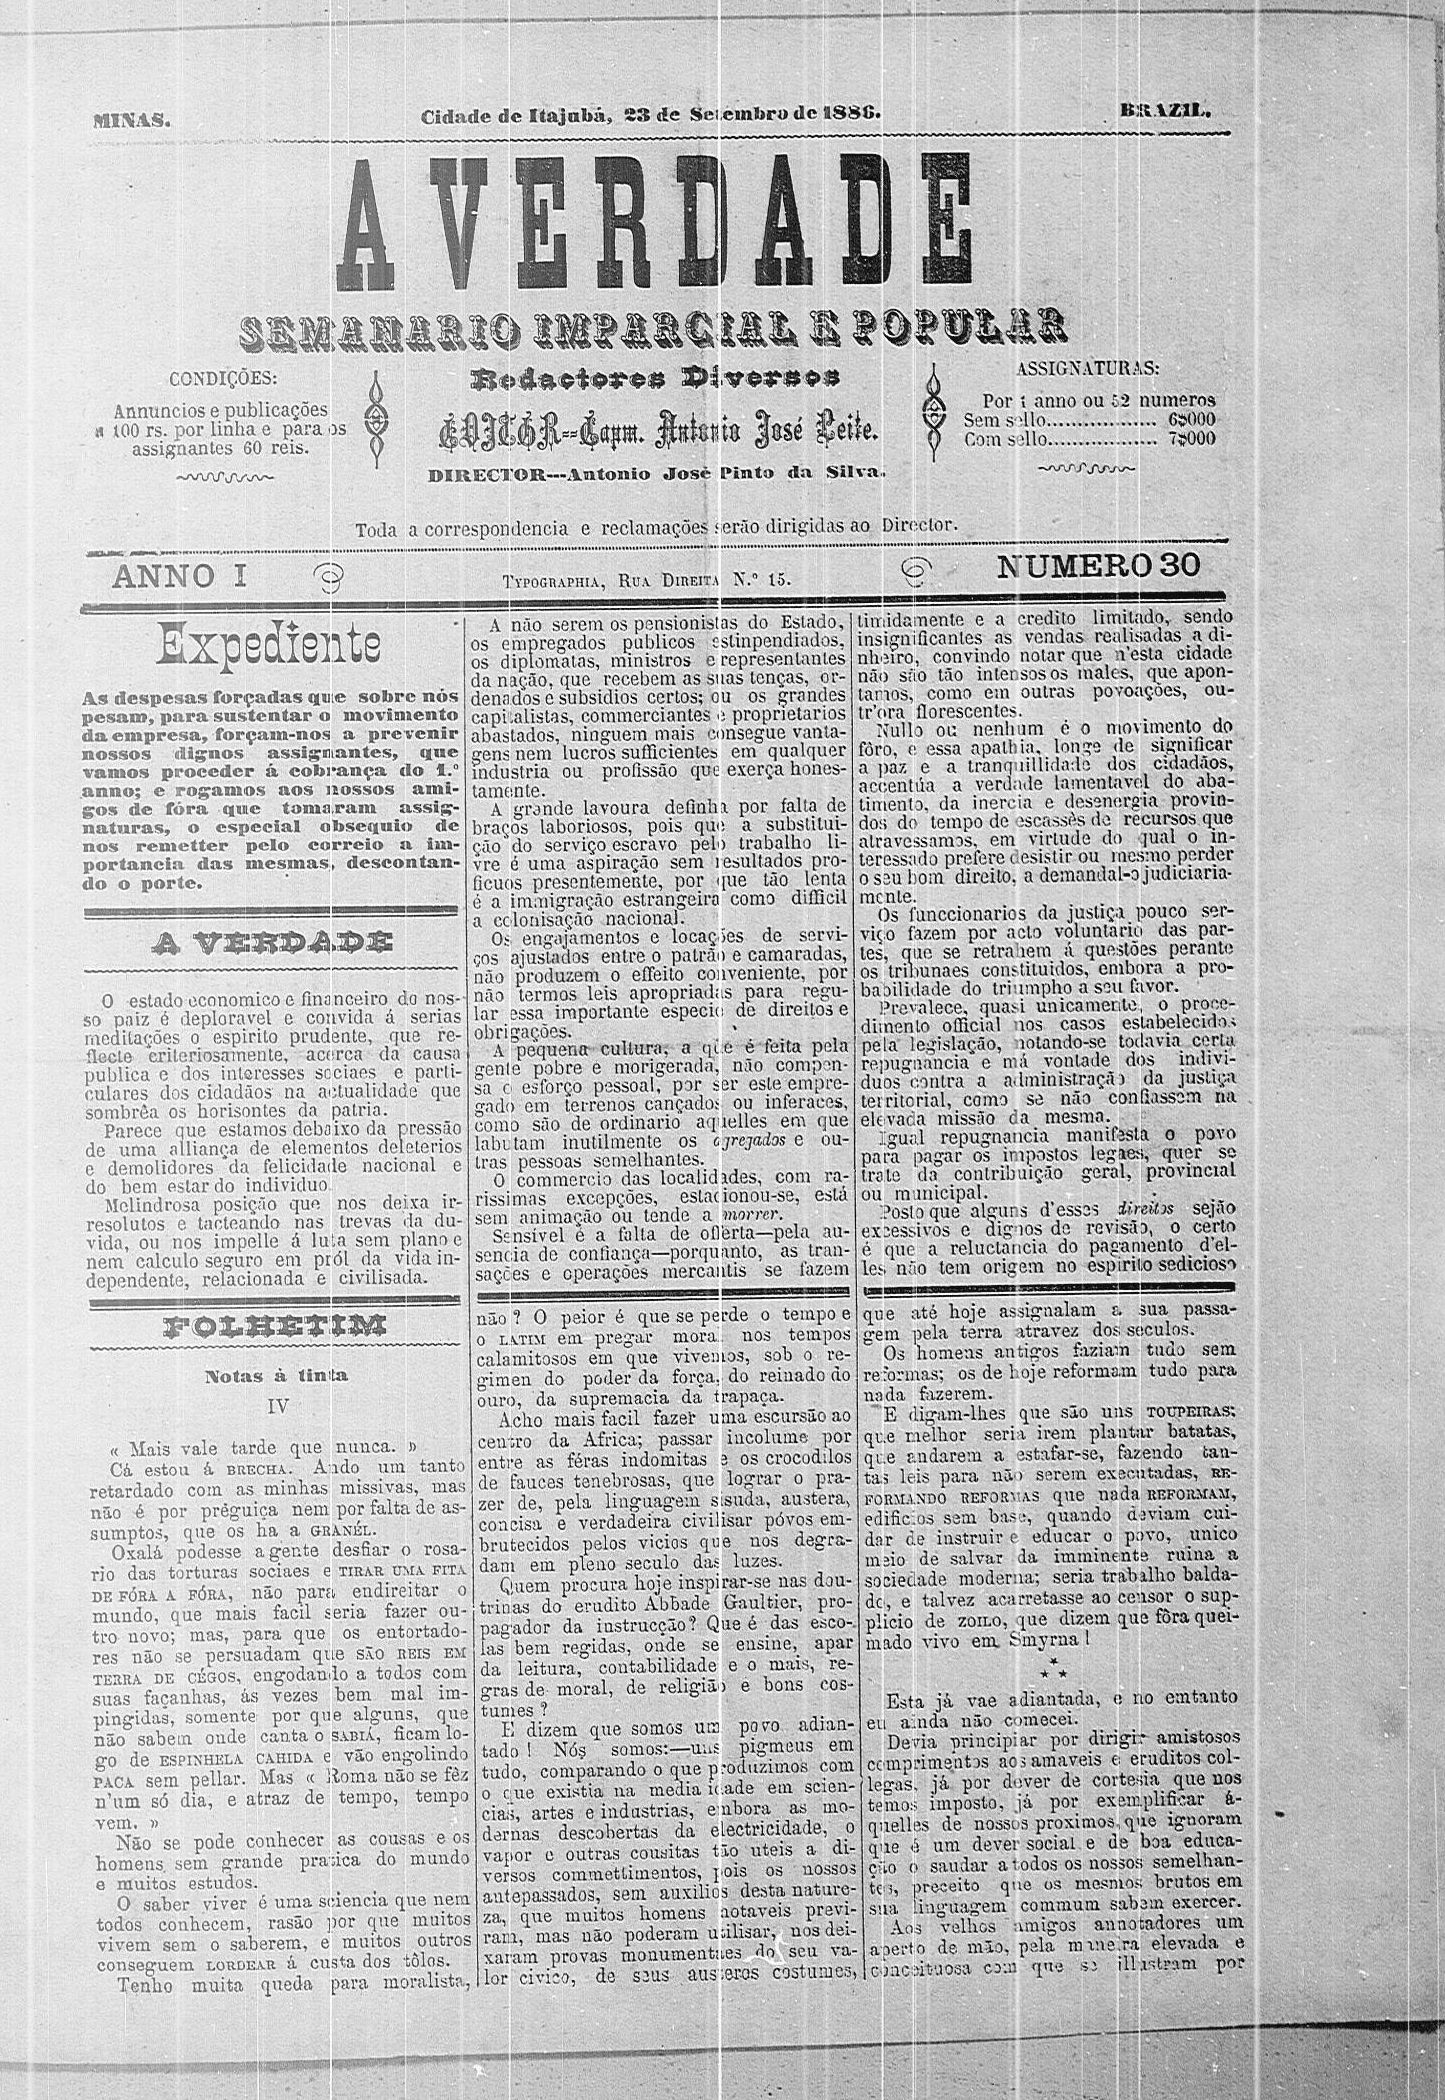 MINAS.
Cidade de Itajubá, 23 de Setembro de 1886.
BRAZIL.
A VERDADE
SEMANARIO IMPARCIAL E POPULAR
CONDIÇÕES:
Annuncios e publicações
a 100 rs. por linha e para os
assignantes 60 reis.
Redactores Diversos
EDITOR--Capm. Antonio José Leite.
DIRECTOR---Antonio José Pinto da Silva.
ASSIGNATURAS:
Por 1 anno ou 52 numeros
Sem sello................. 6$000
Com sello................. 7$000
Toda a correspondencia e reclamações serão dirigidas ao Director.
ANNO I
TYPOGRAPHIA, RUA DIREITA N.º 15.
NUMERO 30
Expediente
As despesas forçadas que sobre nós
pesam, para sustentar o movimento
da empresa, forçam-nos a prevenir
nossos dignos assignantes, que
vamos proceder á cobrança do 1.º
anno; e rogamos aos nossos ami-
gos de fóra que tomaram assig-
naturas, o especial obsequio de
nos remetter pelo correio a im-
portancia das mesmas, descontan-
do o porte.
A VERDADE
O estado economico e financeiro do nos-
so paiz é deploravel e convida á serias
meditações o espirito prudente, que re-
flecte criteriosamente, acerca da causa
publica e dos interesses sociaes e parti-
culares dos cidadãos na actualidade que
sombrêa os horisontes da patria.
Parece que estamos debaixo da pressão
de uma alliança de elementos deleterios
e demolidores da felicidade nacional e
do bem estar do individuo.
Melindrosa posição que nos deixa ir-
resolutos e tacteando nas trevas da du-
vida, ou nos impelle á luta sem plano e
nem calculo seguro em pról da vida in-
dependente, relacionada e civilisada.
A não serem os pensionistas do Estado,
os empregados publicos estinpendiados,
os diplomatas, ministros e representantes
da nação, que recebem as suas tenças, or-
denados e subsidios certos; ou os grandes
capitalistas, commerciantes e proprietarios
abastados, ninguem mais consegue vanta-
gens nem lucros sufficientes em qualquer
industria ou profissão que exerça hones-
tamente.
A grande lavoura definha por falta de
braços laboriosos, pois que a substitui-
ção do serviço escravo pelo trabalho li-
vre é uma aspiração sem resultados pro-
ficuos presentemente, por que tão lenta
é a immigração estrangeira como difficil
a colonisação nacional.
Os engajamentos e locações de servi-
ços ajustados entre o patrão e camaradas,
não produzem o effeito conveniente, por
não termos leis apropriadas para regu-
lar essa importante especie de direitos e
obrigações.
A pequena cultura, a que é feita pela
gente pobre e morigerada, não compen-
sa o esforço pessoal, por ser este empre-
gado em terrenos cançados ou inferaces,
como são de ordinario aquelles em que
labutam inutilmente os agregados e ou-
tras pessoas semelhantes.
O commercio das localidades, com ra-
rissimas excepções, estacionou-se, está
sem animação ou tende a morrer.
Sensivel é a falta de offerta—pela au-
sencia de confiança—porquanto, as tran-
sações e operações mercantis se fazem
timidamente e a credito limitado, sendo
insignificantes as vendas realisadas a di-
nheiro, convindo notar que n'esta cidade
não são tão intensos os males, que apon-
tamos, como em outras povoações, ou-
tr'ora florescentes.
Nullo ou nenhum é o movimento do
fôro, e essa apathia, longe de significar
a paz e a tranquillidade dos cidadãos,
accentúa a verdade lamentavel do aba-
timento, da inercia e desenergia provin-
dos do tempo de escassês de recursos que
atravessamos, em virtude do qual o in-
teressado prefere desistir ou mesmo perder
o seu bom direito, a demandal-o judiciaria-
mente.
Os funccionarios da justiça pouco ser-
viço fazem por acto voluntario das par-
tes, que se retrahem á questões perante
os tribunaes constituidos, embora a pro-
babilidade do triumpho a seu favor.
Prevalece, quasi unicamente, o proce-
dimento official nos casos estabelecidos
pela legislação, notando-se todavia certa
repugnancia e má vontade dos indivi-
duos contra a administração da justiça
territorial, como se não confiassem na
elevada missão da mesma.
Igual repugnancia manifesta o povo
para pagar os impostos legaes, quer se
trate da contribuição geral, provincial
ou municipal.
Posto que alguns d'esses direitos sejão
excessivos e dignos de revisão, o certo
é que a reluctancia do pagamento d'el-
les não tem origem no espirito sedicioso
FOLHETIM
Notas à tinta
IV
« Mais vale tarde que nunca. »
Cá estou á BRECHA. Ando um tanto
retardado com as minhas missivas, mas
não é por préguiça nem por falta de as-
sumptos, que os ha a GRANÉL.
Oxalá podesse a gente desfiar o rosa-
rio das torturas sociaes e TIRAR UMA FITA
DE FÓRA A FÓRA, não para endireitar o
mundo, que mais facil seria fazer ou-
tro novo; mas, para que os entortado-
res não se persuadam que SÃO REIS EM
TERRA DE CÉGOS, engodando a todos com
suas façanhas, ás vezes bem mal im-
pingidas, somente por que alguns, que
não sabem onde canta o SABIÁ, ficam lo-
go de ESPINHELA CAHIDA e vão engolindo
PACA sem pellar. Mas « Roma não se fêz
n'um só dia, e atraz de tempo, tempo
vem. »
Não se pode conhecer as cousas e os
homens sem grande pratica do mundo
e muitos estudos.
O saber viver é uma sciencia que nem
todos conhecem, rasão por que muitos
vivem sem o saberem, e muitos outros
conseguem LORDEAR á custa dos tôlos.
Tenho muita queda para moralista,
não? O peior é que se perde o tempo e
o LATIM em pregar moral nos tempos
calamitosos em que vivemos, sob o re-
gimen do poder da força, do reinado do
ouro, da supremacia da trapaça.
Acho mais facil fazer uma escursão ao
centro da Africa; passar incolume por
entre as féras indomitas e os crocodilos
de fauces tenebrosas, que lograr o pra-
zer de, pela linguagem sisuda, austera,
concisa e verdadeira civilisar póvos em-
brutecidos pelos vicios que nos degra-
dam em pleno seculo das luzes.
Quem procura hoje inspirar-se nas dou-
trinas do erudito Abbade Gaultier, pro-
pagador da instrucção? Que é das esco-
las bem regidas, onde se ensine, apar
da leitura, contabilidade e o mais, re-
gras de moral, de religião e bons cos-
tumes?
E dizem que somos um povo adian-
tado! Nós somos:—uns pigmeus em
tudo, comparando o que produzimos com
o que existia na media idade em scien-
cias, artes e industrias, embora as mo-
dernas descobertas da electricidade, o
vapor e outras cousitas tão uteis a di-
versos commettimentos, pois os nossos
antepassados, sem auxilios desta nature-
za, que muitos homens notaveis previ-
ram, mas não poderam utilisar, nos dei-
xaram provas monumentaes do seu va-
lor civico, de seus austeros costumes,
que até hoje assignalam a sua passa-
gem pela terra atravez dos seculos.
Os homens antigos faziam tudo sem
reformas; os de hoje reformam tudo para
nada fazerem.
E digam-lhes que são uns TOUPEIRAS;
que melhor seria irem plantar batatas,
que andarem a estafar-se, fazendo tan-
tas leis para não serem executadas, RE-
FORMANDO REFORMAS que nada REFORMAM,
edificios sem base, quando deviam cui-
dar de instruir e educar o povo, unico
meio de salvar da imminente ruina a
sociedade moderna; seria trabalho balda-
do, e talvez acarretasse ao censor o sup-
plicio de ZOILO, que dizem que fôra quei-
mado vivo em Smyrna!
* * *
Esta já vae adiantada, e no emtanto
eu ainda não comecei.
Devia principiar por dirigir amistosos
comprimentos aos amaveis e eruditos col-
legas, já por dever de cortesia que nos
temos imposto, já por exemplificar á-
quelles de nossos proximos, que ignoram
que é um dever social e de boa educa-
ção o saudar a todos os nossos semelhan-
tes, preceito que os mesmos brutos em
sua linguagem commum sabem exercer.
Aos velhos amigos annotadores um
aperto de mão, pela maneira elevada e
conceituosa com que se illustram por